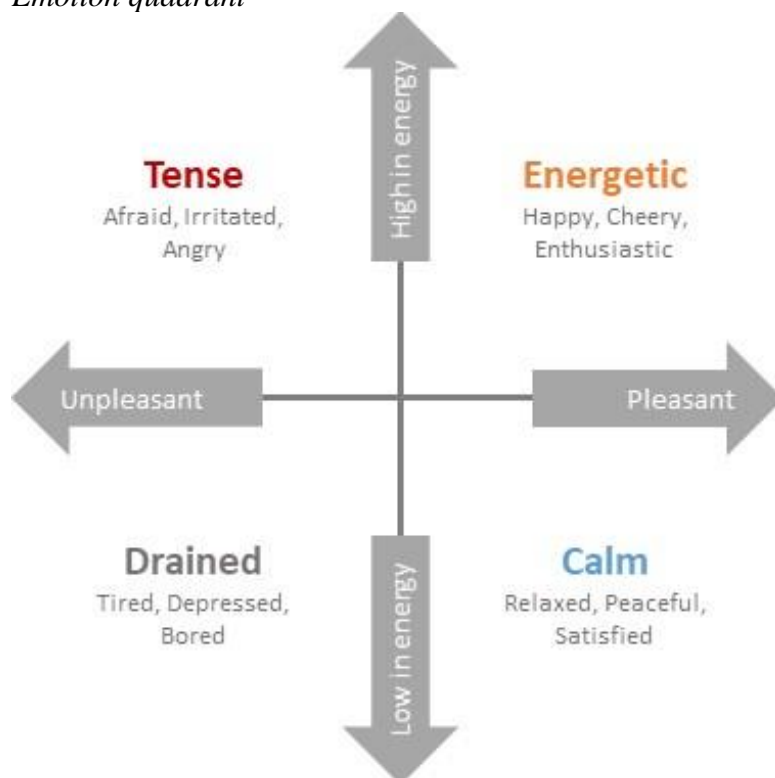 Emotion quadrant
High in energy
Tense
Afraid, Irritated,
Angry
Energetic
Happy, Cheery,
Enthusiastic
Unpleasant
Pleasant
Drained
Tired, Depressed,
Bored
Low in energy
Calm
Relaxed, Peaceful,
Satisfied